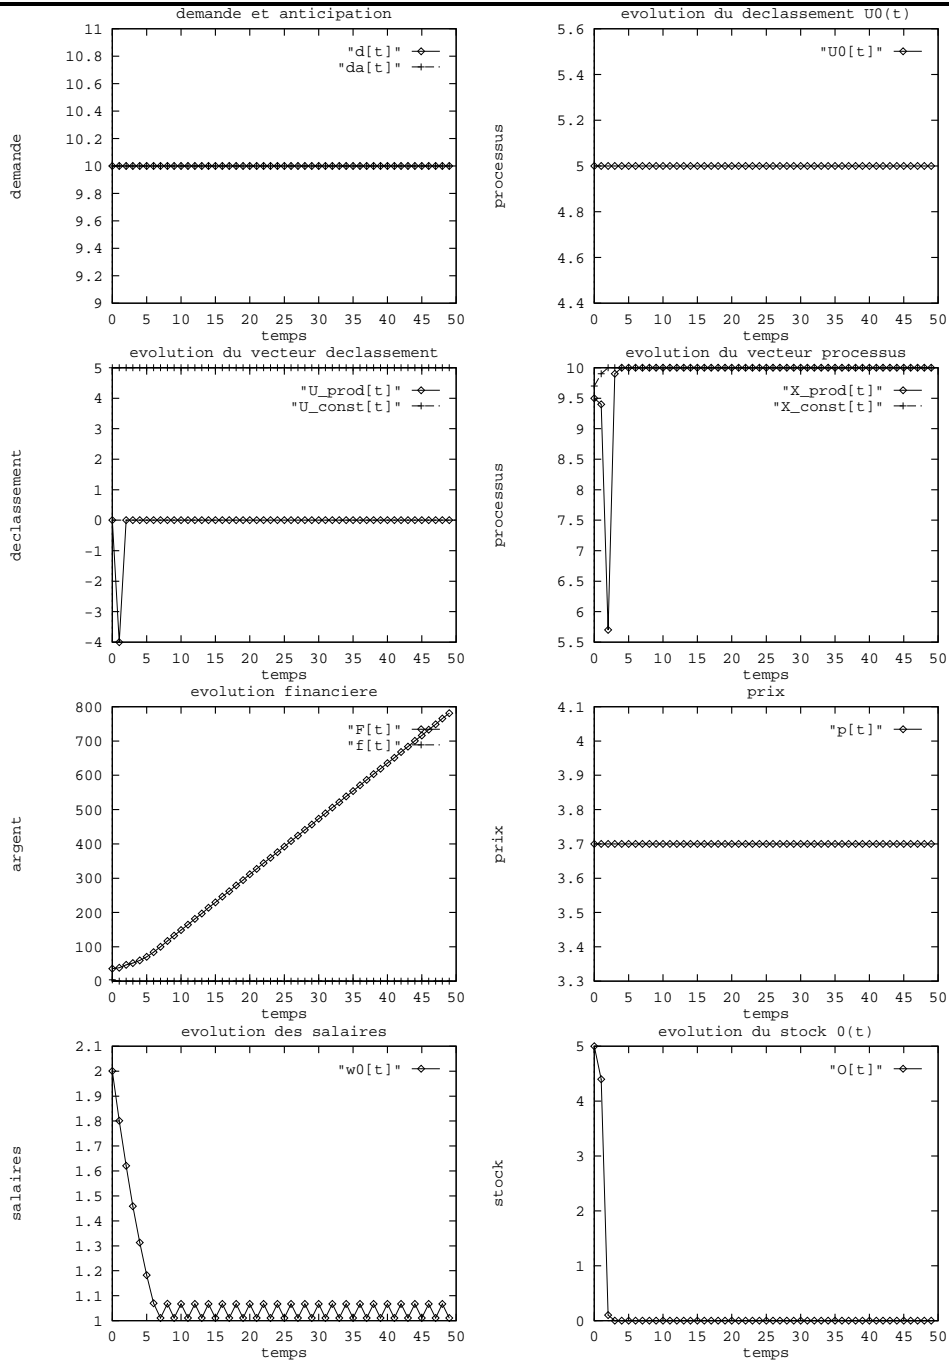 demande et anticipation
11
10.8
10.6
10.4
10.2
10
9.8
9.6
9.4
9.2
9
demande
"d[t]"
"da[t]"
0 5 10 15 20 25 30 35 40 45 50
temps
evolution du declassement U0(t)
5.6
5.4
5.2
5
4.8
4.6
4.4
processus
"U0[t]"
0 5 10 15 20 25 30 35 40 45 50
temps
evolution du vecteur declassement
5
4
3
2
1
0
-1
-2
-3
-4
declassement
"U_prod[t]"
"U_const[t]"
0 5 10 15 20 25 30 35 40 45 50
temps
evolution du vecteur processus
10
9.5
9
8.5
8
7.5
7
6.5
6
5.5
processus
"X_prod[t]"
"X_const[t]"
0 5 10 15 20 25 30 35 40 45 50
temps
evolution financiere
800
700
600
500
400
300
200
100
0
argent
"F[t]"
"f[t]"
0 5 10 15 20 25 30 35 40 45 50
temps
prix
4.1
4
3.9
3.8
3.7
3.6
3.5
3.4
3.3
prix
"p[t]"
0 5 10 15 20 25 30 35 40 45 50
temps
evolution des salaires
2.1
2
1.9
1.8
1.7
1.6
1.5
1.4
1.3
1.2
1.1
1
salaires
"w0[t]"
0 5 10 15 20 25 30 35 40 45 50
temps
evolution du stock 0(t)
5
4
3
2
1
0
stock
"O[t]"
0 5 10 15 20 25 30 35 40 45 50
temps